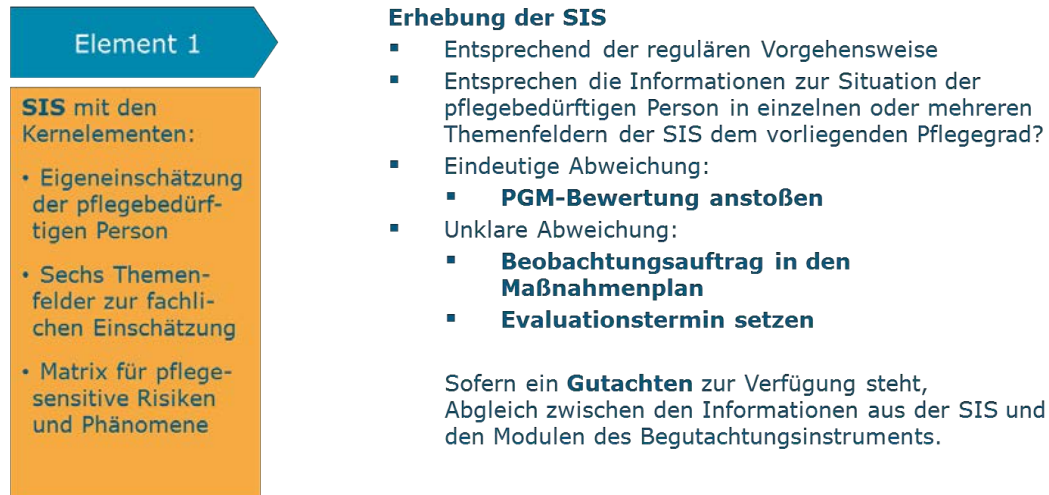 Element 1
SIS mit den
Kernelementen:
• Eigeneinschätzung
der pflegebedürf-
tigen Person
• Sechs Themen-
felder zur fachli-
chen Einschätzung
• Matrix für pflege-
sensitive Risiken
und Phänomene
Erhebung der SIS
▪ Entsprechend der regulären Vorgehensweise
▪ Entsprechen die Informationen zur Situation der
pflegebedürftigen Person in einzelnen oder mehreren
Themenfeldern der SIS dem vorliegenden Pflegegrad?
▪ Eindeutige Abweichung:
▪ PGM-Bewertung anstoßen
▪ Unklare Abweichung:
▪ Beobachtungsauftrag in den
Maßnahmenplan
▪ Evaluationstermin setzen
Sofern ein Gutachten zur Verfügung steht,
Abgleich zwischen den Informationen aus der SIS und
den Modulen des Begutachtungsinstruments.